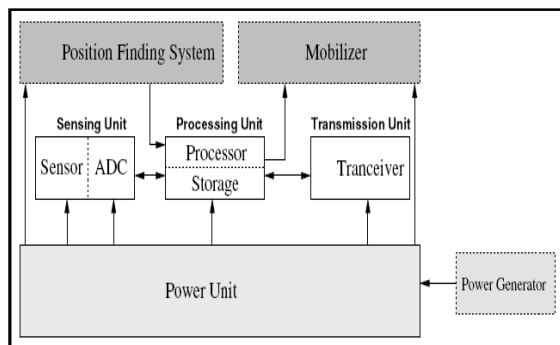 Position Finding System
Mobilizer
Sensing Unit
Processing Unit
Transmission Unit
Sensor
ADC
Processor
Storage
Tranceiver
Power Unit
Power Generator